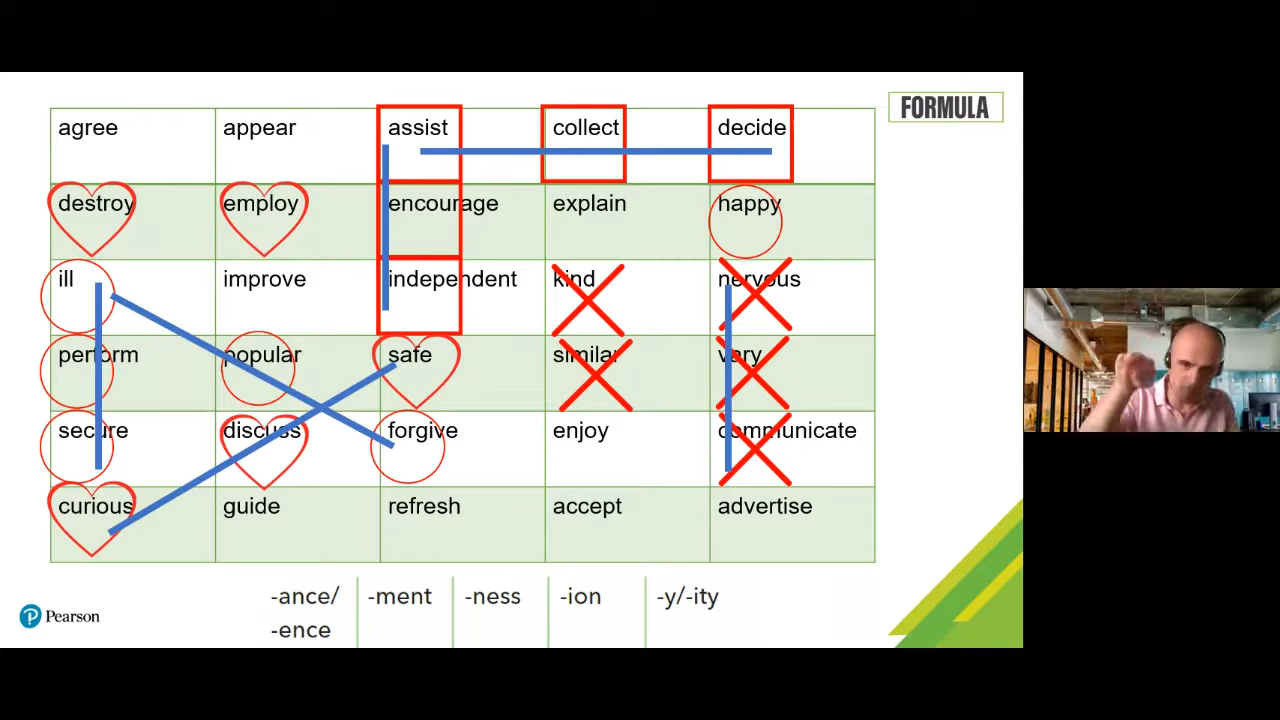 FORMULA
agree appear assist collect decide
destroy employ encourage explain happy
ill improve independent kind nervous
perform popular safe similar vary
secure discuss forgive enjoy communicate
curious guide refresh accept advertise
-ance/ -ment -ness -ion -y/-ity
-ence
Pearson